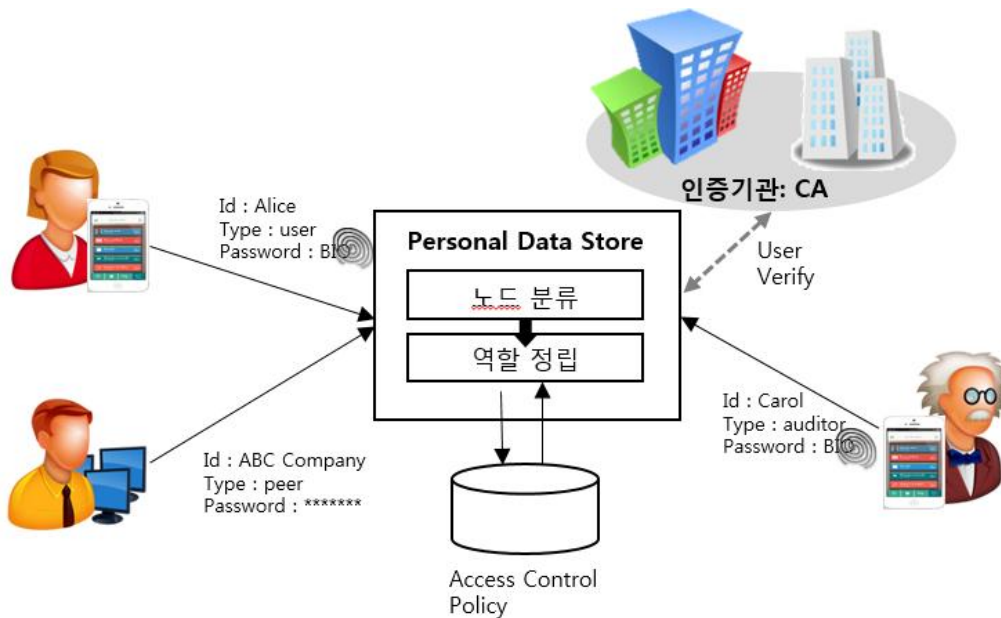 인증기관: CA
User
Verify
Id : Alice
Type : user
Password : BIO
Personal Data Store
노드 분류
역할 정립
Id : ABC Company
Type : peer
Password : *******
Id : Carol
Type : auditor
Password : BIO
Access Control
Policy